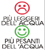 PIÙ LEGGERI
DELL'ACQUA
PIÙ PESANTI
DELL'ACQUA